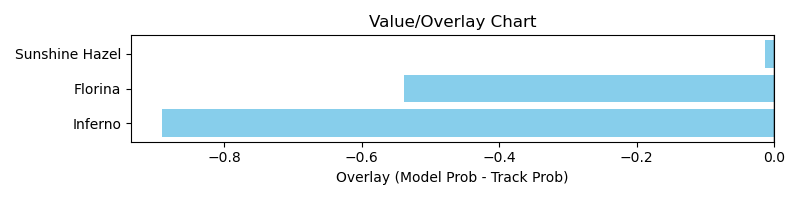 Value/Overlay Chart
Sunshine Hazel
Florina
Inferno
−0.8 −0.6 −0.4 −0.2 0.0
Overlay (Model Prob - Track Prob)